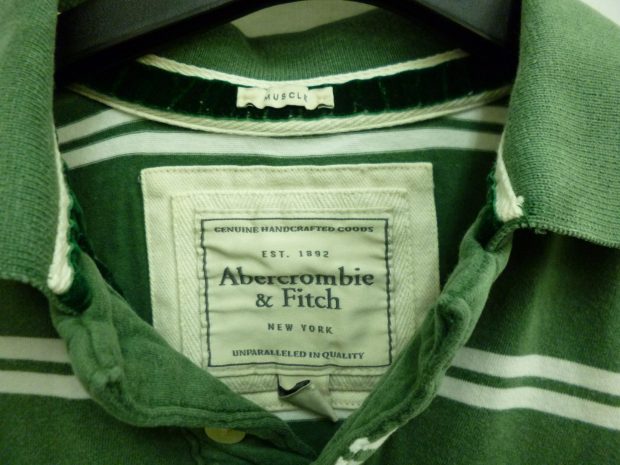 MUSCLE
GENUINE HANDCRAFTED GOODS
EST. 1892
Abercrombie
& Fitch
NEW YORK
UNPARALLELED IN QUALITY